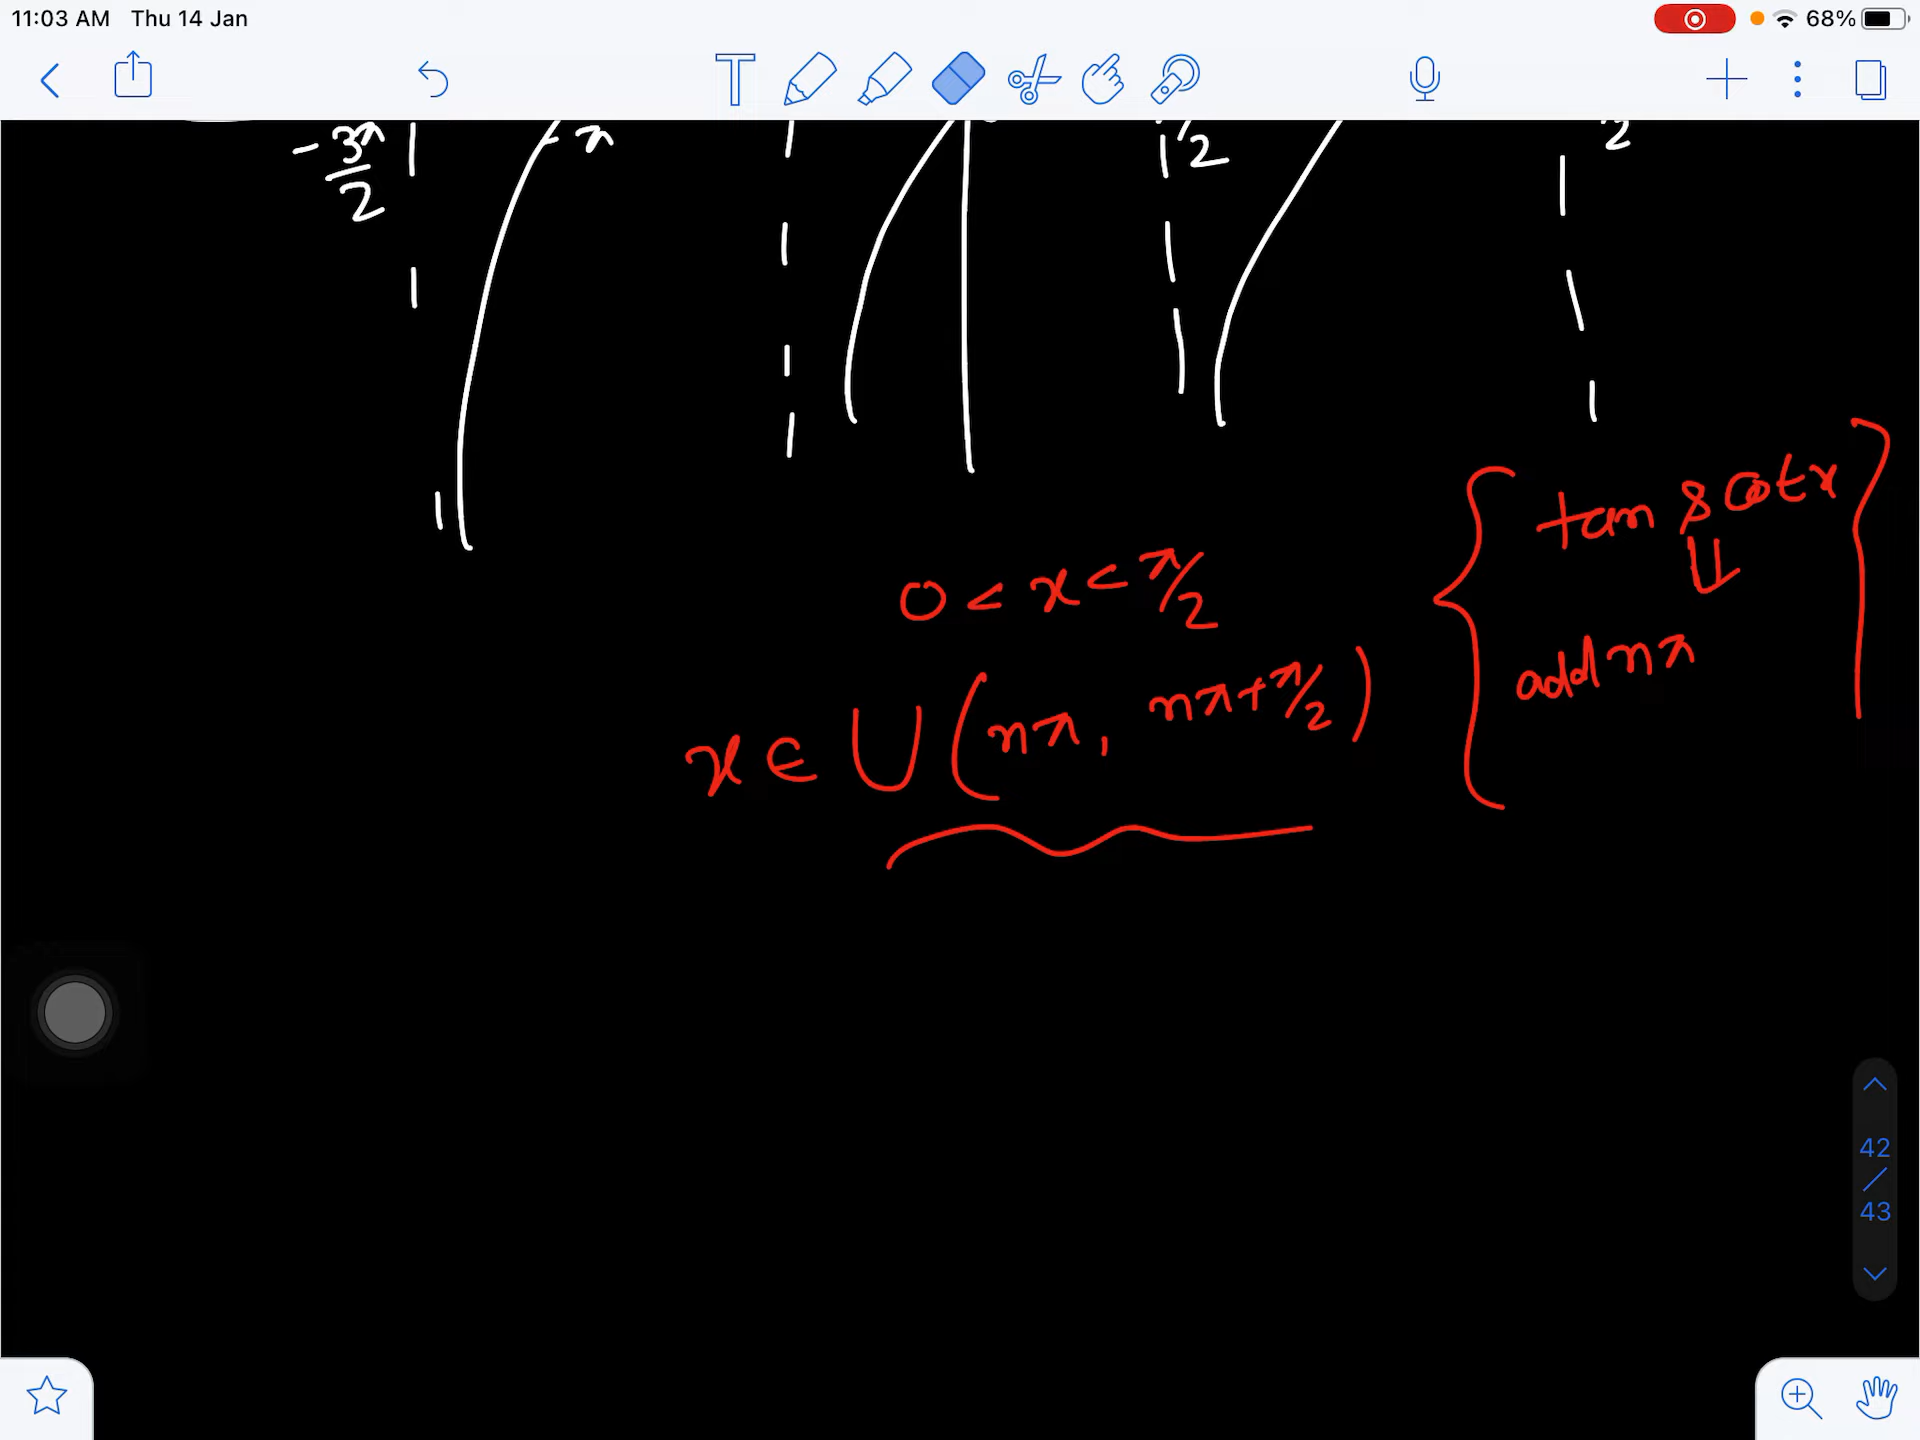 11:03 AM Thu 14 Jan 68%
T
-3π/2 -π π/2 2
tan & cot x
0 < x < π/2
⇓
add nπ
x ∈ ∪ (nπ, nπ+π/2)
42
/
43